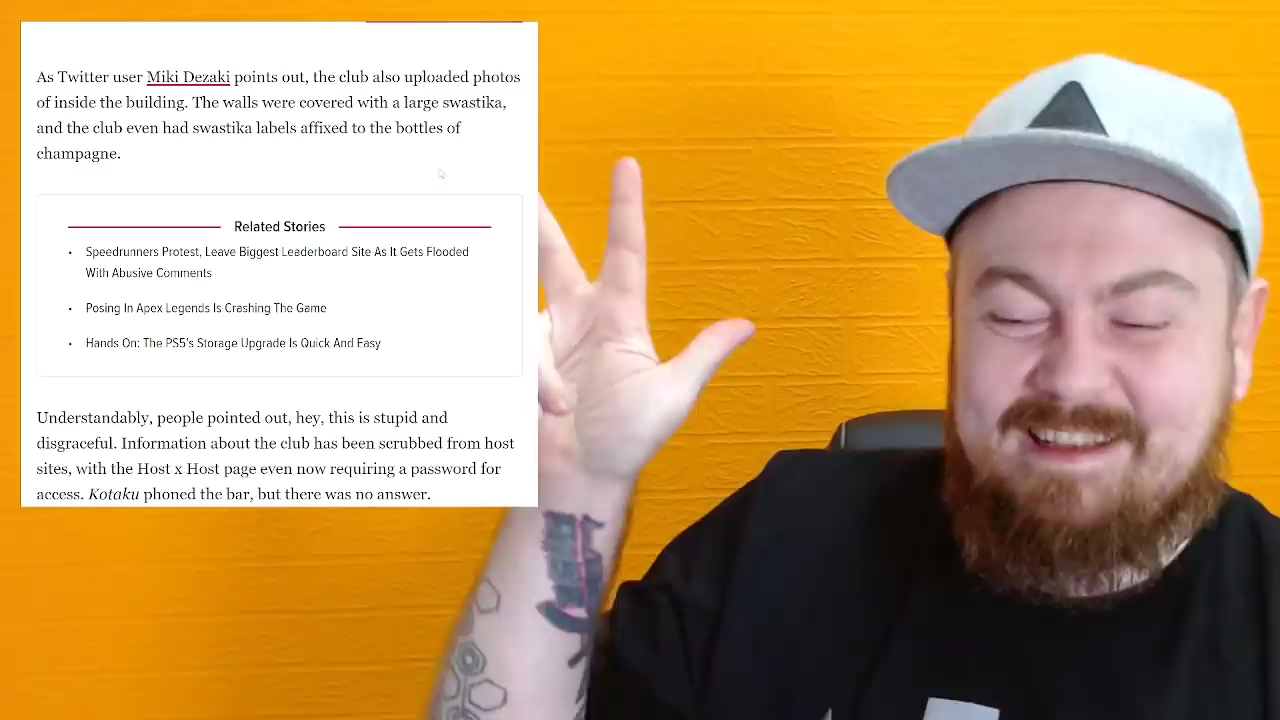 As Twitter user Miki Dezaki points out, the club also uploaded photos
of inside the building. The walls were covered with a large swastika,
and the club even had swastika labels affixed to the bottles of
champagne.
Related Stories
• Speedrunners Protest, Leave Biggest Leaderboard Site As It Gets Flooded
With Abusive Comments
• Posing In Apex Legends Is Crashing The Game
• Hands On: The PS5's Storage Upgrade Is Quick And Easy
Understandably, people pointed out, hey, this is stupid and
disgraceful. Information about the club has been scrubbed from host
sites, with the Host x Host page even now requiring a password for
access. Kotaku phoned the bar, but there was no answer.